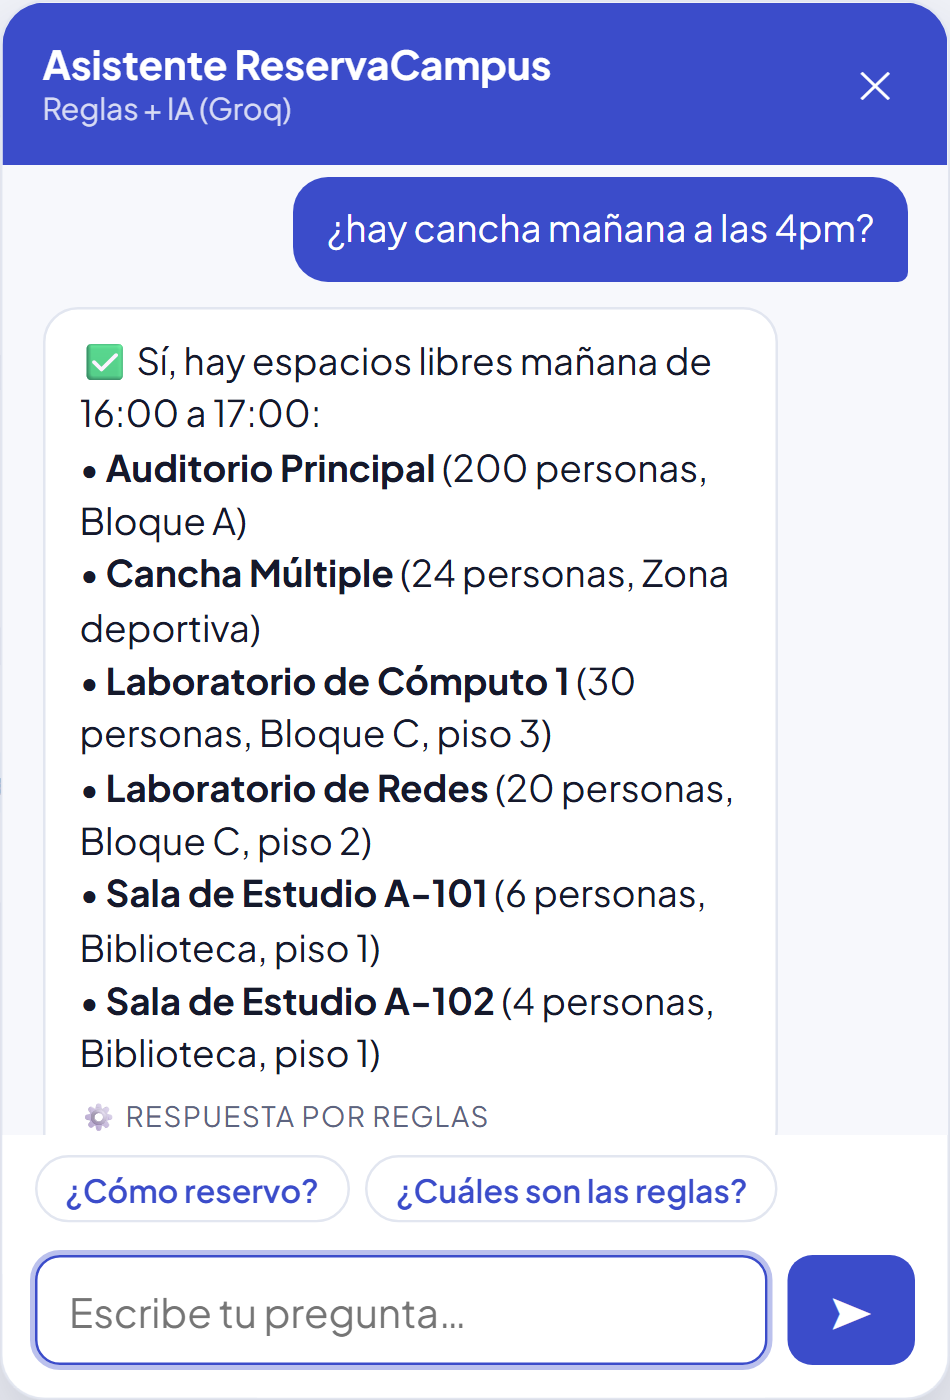 Asistente ReservaCampus
Reglas + IA (Groq)
¿hay cancha mañana a las 4pm?
✅ Sí, hay espacios libres mañana de
16:00 a 17:00:
• Auditorio Principal (200 personas,
Bloque A)
• Cancha Múltiple (24 personas, Zona
deportiva)
• Laboratorio de Cómputo 1 (30
personas, Bloque C, piso 3)
• Laboratorio de Redes (20 personas,
Bloque C, piso 2)
• Sala de Estudio A-101 (6 personas,
Biblioteca, piso 1)
• Sala de Estudio A-102 (4 personas,
Biblioteca, piso 1)
⚙️ RESPUESTA POR REGLAS
¿Cómo reservo?
¿Cuáles son las reglas?
Escribe tu pregunta...